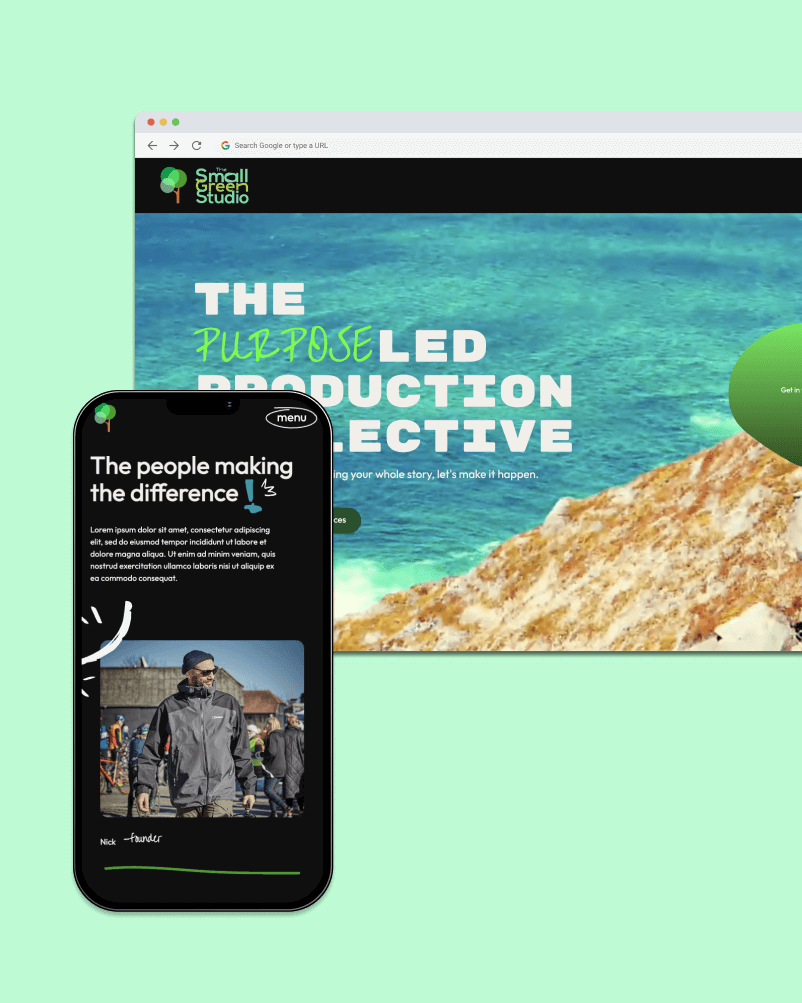 Search Google or type a URL
The
Small
Green
Studio
THE
PURPOSE LED
PRODUCTION
LECTIVE
ing your whole story, let's make it happen.
ces
Get in
menu
The people making
the difference!
Lorem ipsum dolor sit amet, consectetur adipiscing
elit, sed do eiusmod tempor incididunt ut labore et
dolore magna aliqua. Ut enim ad minim veniam, quis
nostrud exercitation ullamco laboris nisi ut aliquip ex
ea commodo consequat.
Nick -founder